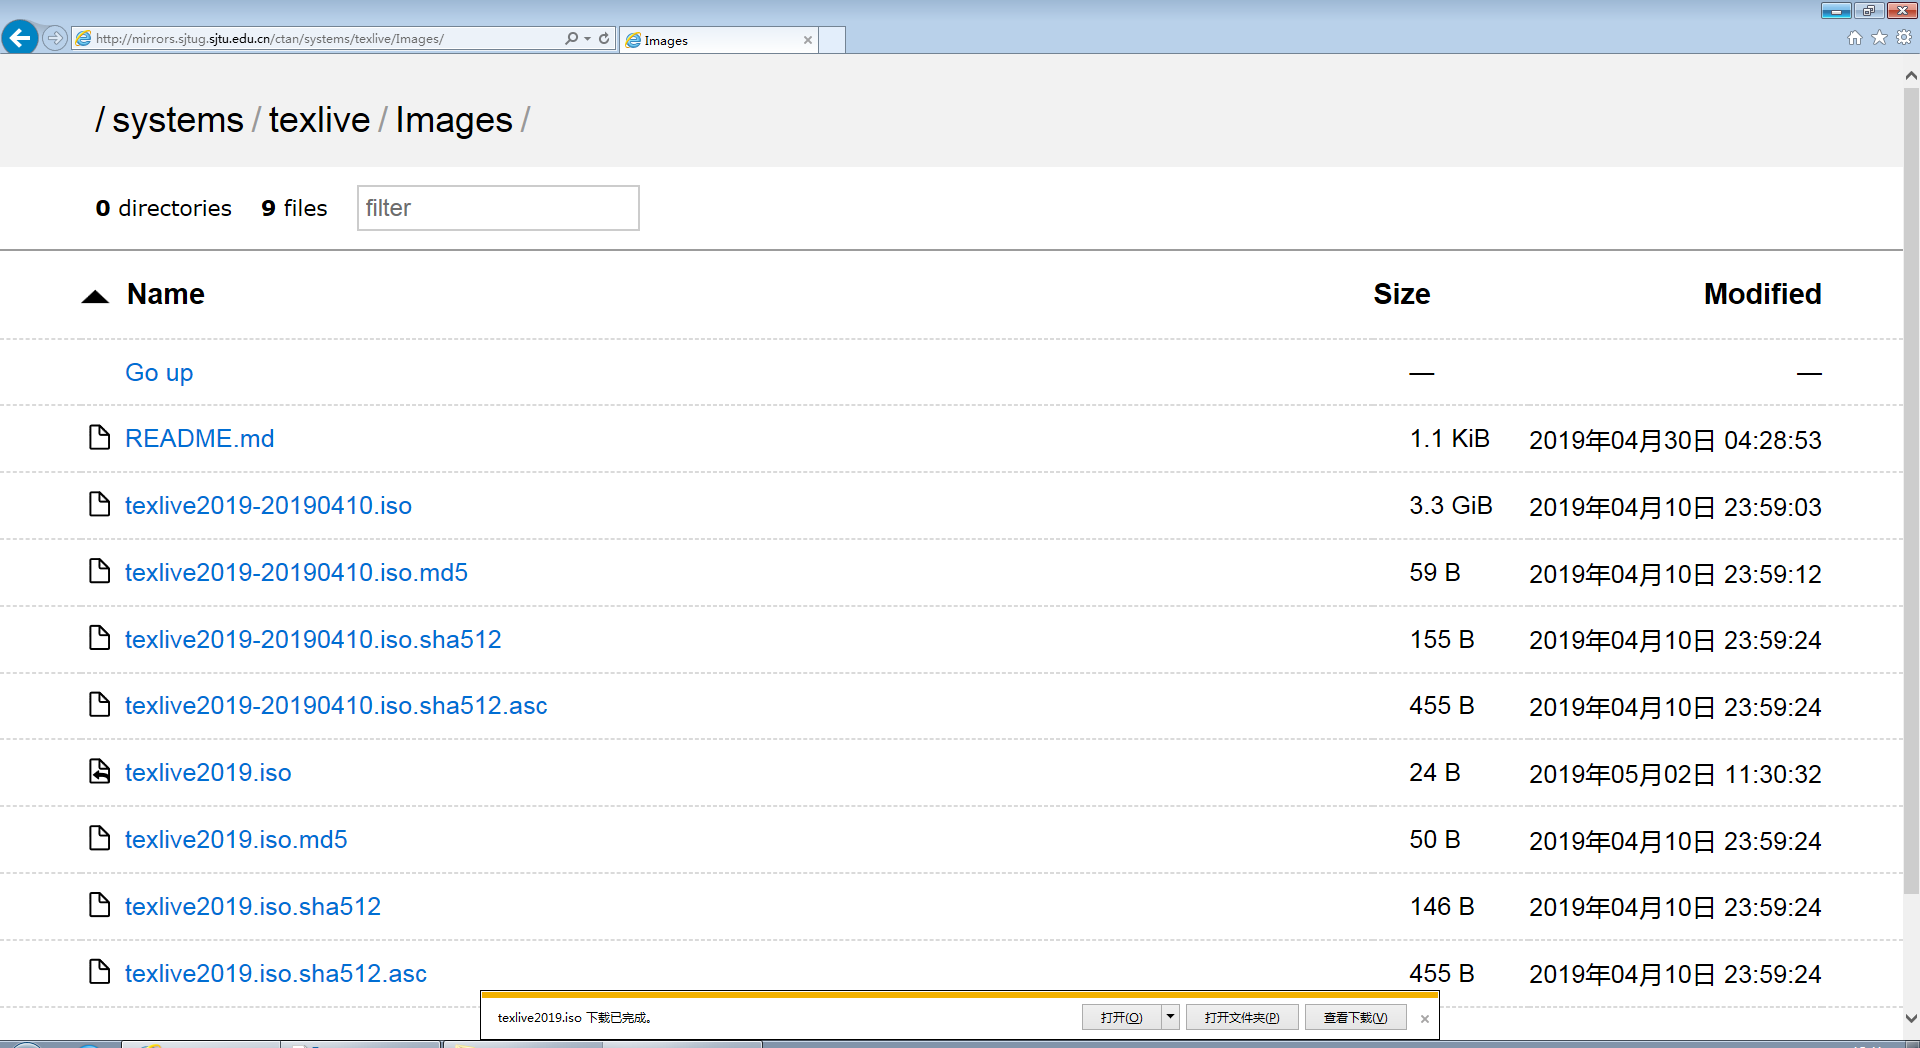 http://mirrors.sjtug.sjtu.edu.cn/ctan/systems/texlive/Images/
Images
/ systems / texlive / Images /
0 directories 9 files filter
Name Size Modified
Go up — —
README.md 1.1 KiB 2019年04月30日 04:28:53
texlive2019-20190410.iso 3.3 GiB 2019年04月10日 23:59:03
texlive2019-20190410.iso.md5 59 B 2019年04月10日 23:59:12
texlive2019-20190410.iso.sha512 155 B 2019年04月10日 23:59:24
texlive2019-20190410.iso.sha512.asc 455 B 2019年04月10日 23:59:24
texlive2019.iso 24 B 2019年05月02日 11:30:32
texlive2019.iso.md5 50 B 2019年04月10日 23:59:24
texlive2019.iso.sha512 146 B 2019年04月10日 23:59:24
texlive2019.iso.sha512.asc 455 B 2019年04月10日 23:59:24
texlive2019.iso 下载已完成。 打开(O) 打开文件夹(P) 查看下载(V)